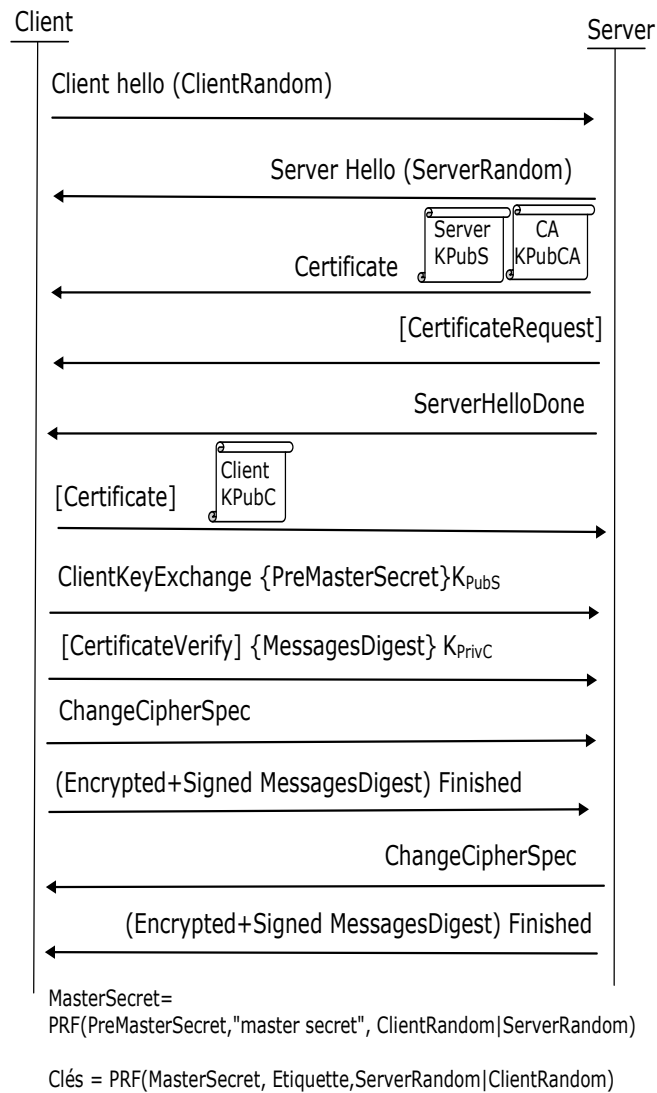 Client
Server
Client hello (ClientRandom)
Server Hello (ServerRandom)
Server
KPubS
CA
KPubCA
Certificate
[CertificateRequest]
ServerHelloDone
Client
KPubC
[Certificate]
ClientKeyExchange {PreMasterSecret}KPubS
[CertificateVerify] {MessagesDigest} KPrivC
ChangeCipherSpec
(Encrypted+Signed MessagesDigest) Finished
ChangeCipherSpec
(Encrypted+Signed MessagesDigest) Finished
MasterSecret=
PRF(PreMasterSecret,"master secret", ClientRandom|ServerRandom)
Clés = PRF(MasterSecret, Etiquette,ServerRandom|ClientRandom)